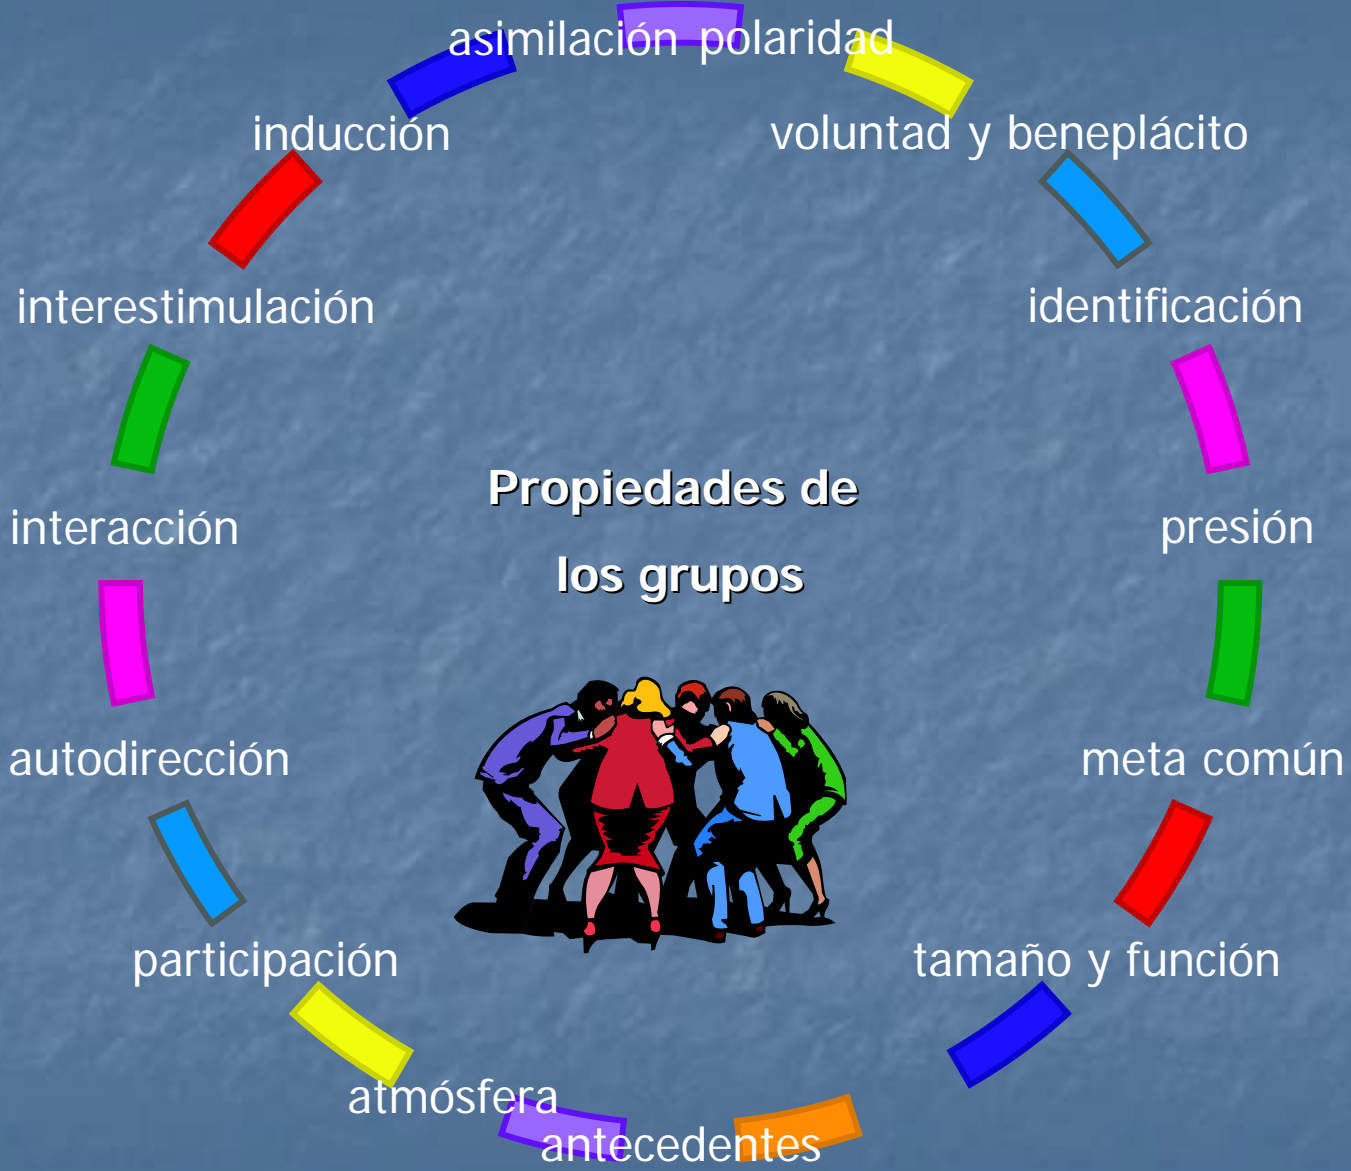 asimilación
polaridad
inducción
voluntad y beneplácito
interestimulación
identificación
Propiedades de
los grupos
interacción
presión
autodirección
meta común
participación
tamaño y función
atmósfera
antecedentes